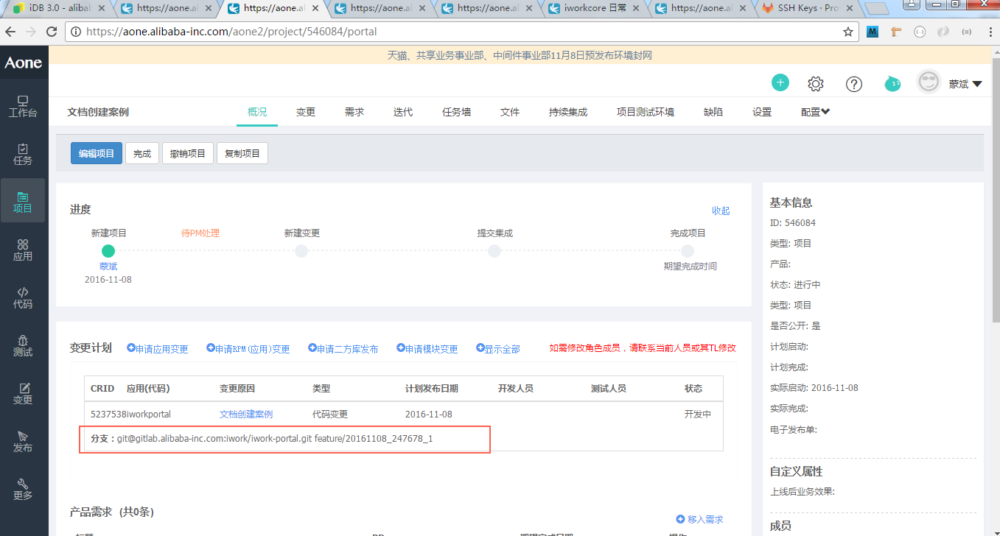 iDB 3.0 - alibab
https://aone.al
https://aone.al
https://aone.al
https://aone.al
iworkcore 日常
https://aone.al
SSH Keys · Pro
https://aone.alibaba-inc.com/aone2/project/546084/portal
天猫、共享业务事业部、中间件事业部11月8日预发布环境封网
Aone
蒙斌
工作台
任务
项目
应用
代码
测试
变更
发布
更多
文档创建案例 概况 变更 需求 迭代 任务墙 文件 持续集成 项目测试环境 缺陷 设置 配置
编辑项目 完成 撤销项目 复制项目
进度 收起
新建项目 待PM处理 新建变更 提交集成 完成项目
蒙斌 期望完成时间
2016-11-08
变更计划 申请应用变更 申请RPM(应用)变更 申请二方库发布 申请模块变更 显示全部 如需修改角色成员，请联系当前人员或其TL修改
CRID 应用(代码) 变更原因 类型 计划发布日期 开发人员 测试人员 状态
5237538iworkportal 文档创建案例 代码变更 2016-11-08 开发中
分支：git@gitlab.alibaba-inc.com:iwork/iwork-portal.git feature/20161108_247678_1
产品需求 (共0条) 移入需求
基本信息
ID: 546084
类型: 项目
产品:
状态: 进行中
类型: 项目
是否公开: 是
计划启动:
计划完成:
实际启动: 2016-11-08
实际完成:
电子发布单:
自定义属性
上线后业务效果:
成员